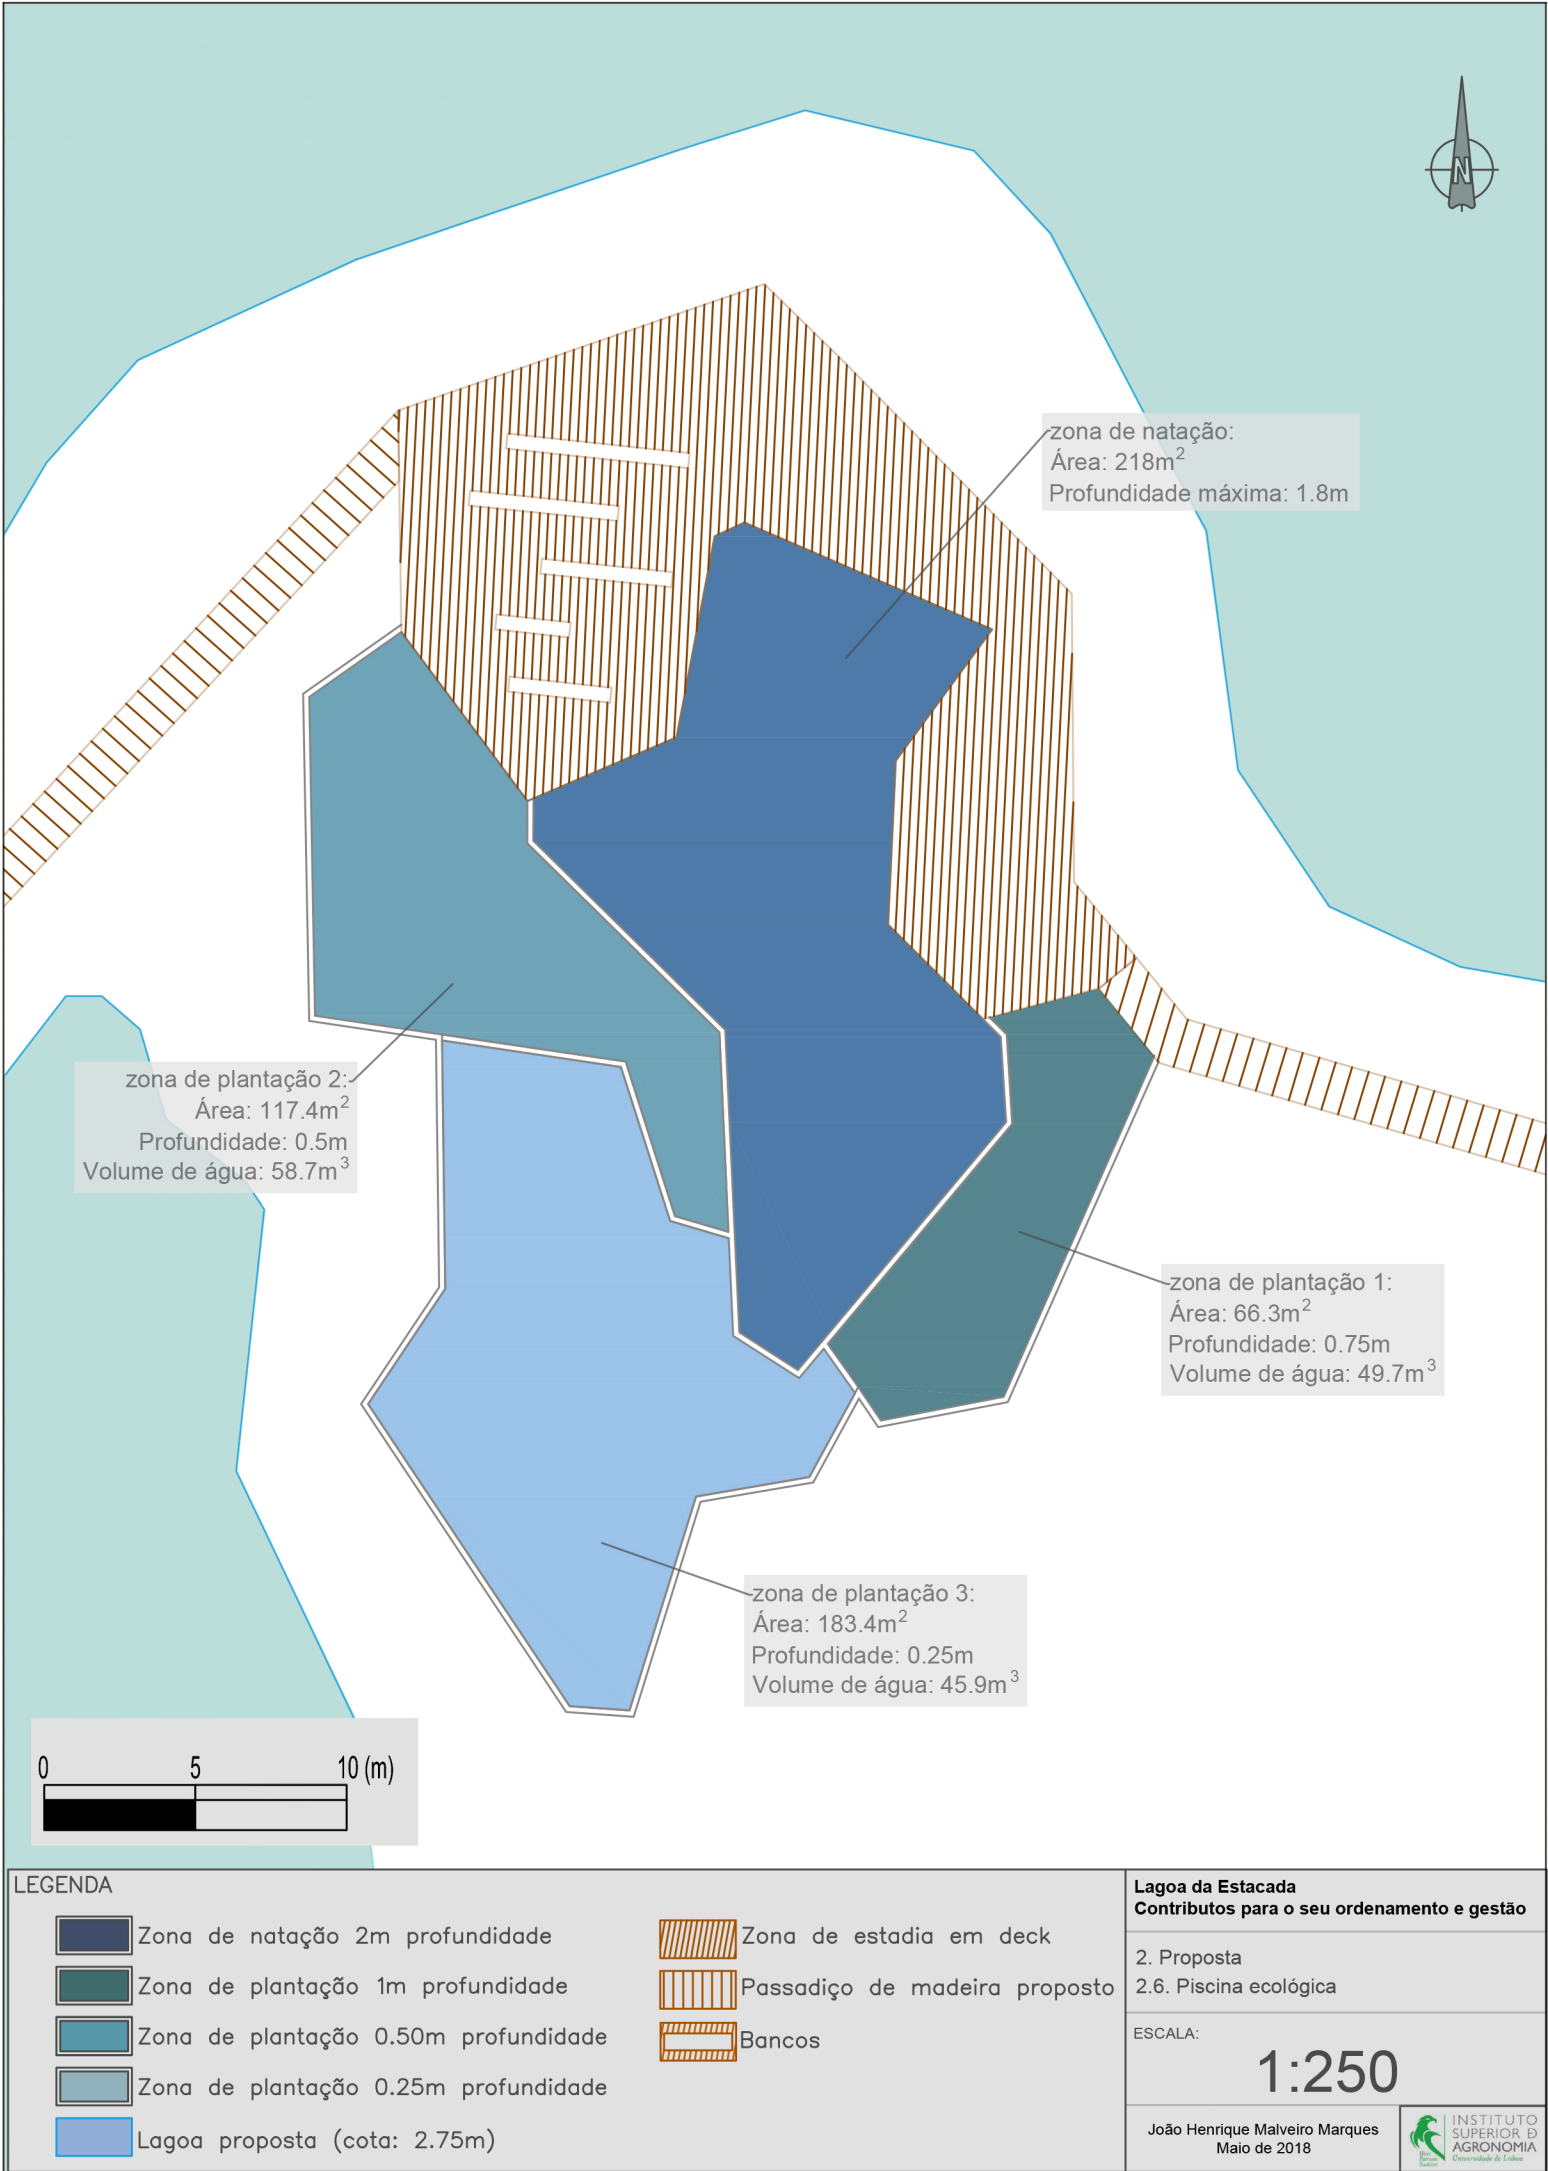 N
zona de natação:
Área: 218m²
Profundidade máxima: 1.8m
zona de plantação 2:
Área: 117.4m²
Profundidade: 0.5m
Volume de água: 58.7m³
zona de plantação 1:
Área: 66.3m²
Profundidade: 0.75m
Volume de água: 49.7m³
zona de plantação 3:
Área: 183.4m²
Profundidade: 0.25m
Volume de água: 45.9m³
0 5 10 (m)
LEGENDA
Zona de natação 2m profundidade
Zona de plantação 1m profundidade
Zona de plantação 0.50m profundidade
Zona de plantação 0.25m profundidade
Lagoa proposta (cota: 2.75m)
Zona de estadia em deck
Passadiço de madeira proposto
Bancos
Lagoa da Estacada
Contributos para o seu ordenamento e gestão
2. Proposta
2.6. Piscina ecológica
ESCALA:
1:250
João Henrique Malveiro Marques
Maio de 2018
INSTITUTO
SUPERIOR D
AGRONOMIA
Universidade de Lisboa